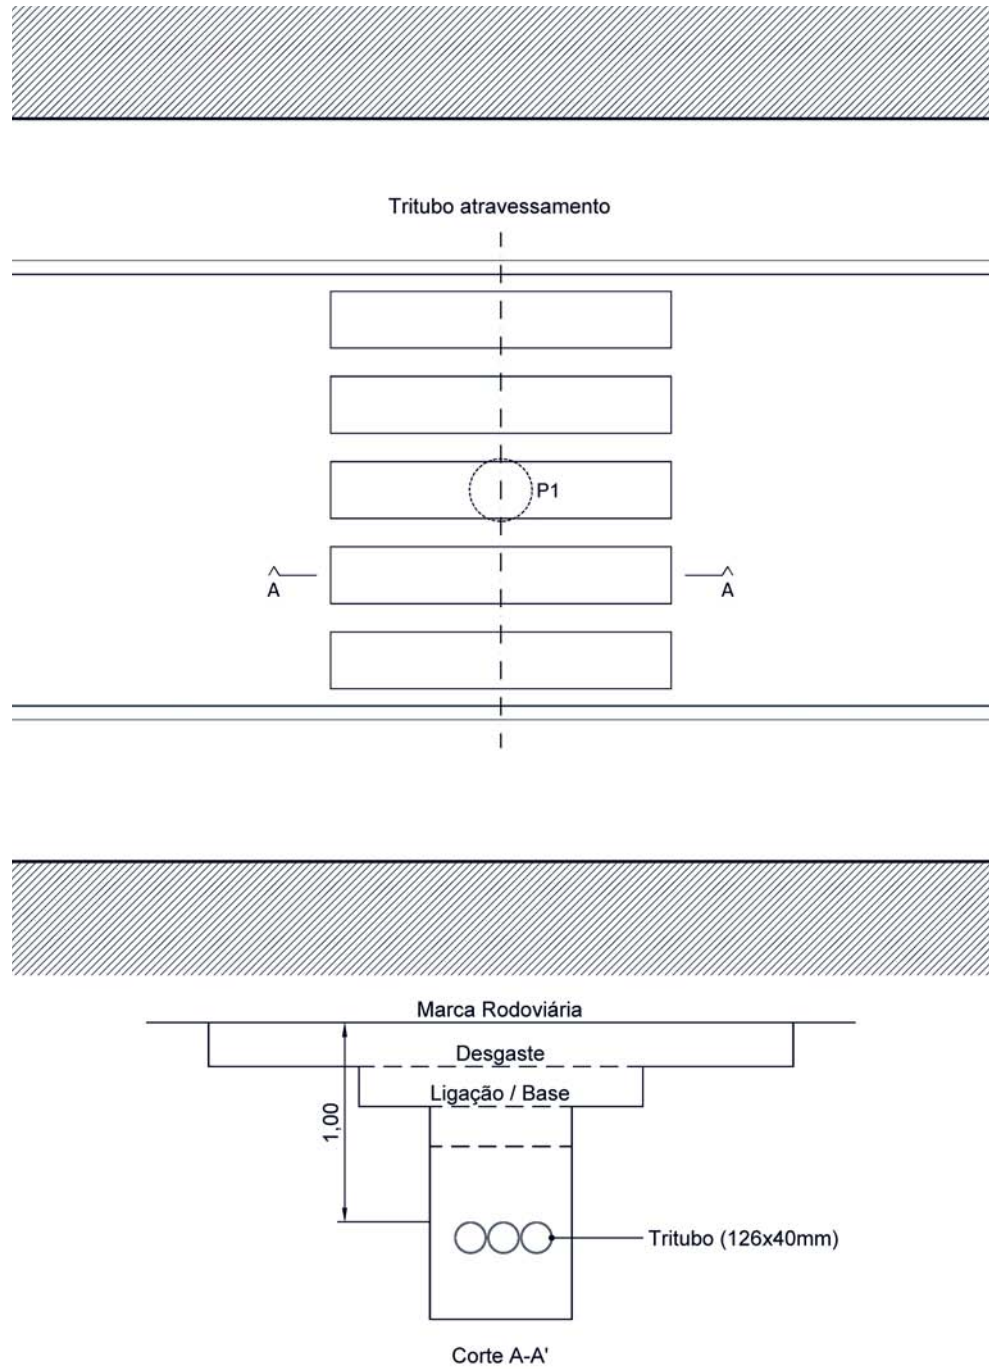 Tritubo atravessamento
P1
A
A
Marca Rodoviária
Desgaste
Ligação / Base
1,00
Tritubo (126x40mm)
Corte A-A'